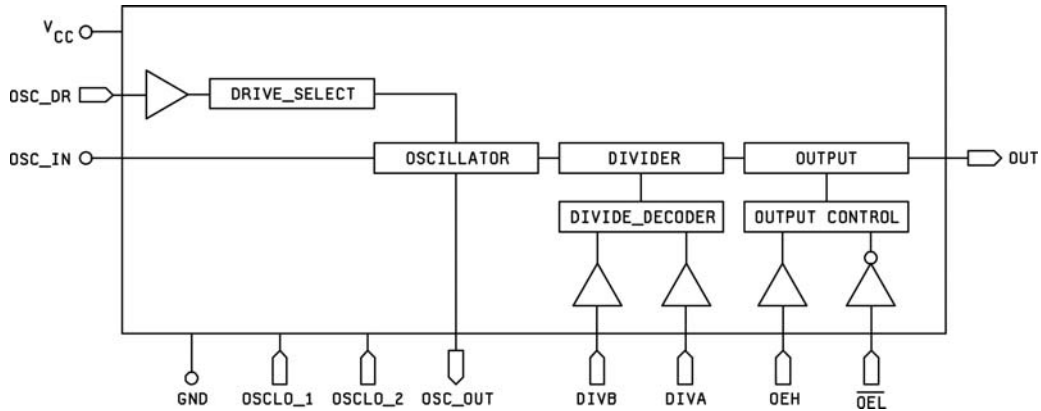 VCC
OSC_DR
DRIVE_SELECT
OSC_IN
OSCILLATOR
DIVIDER
OUTPUT
OUT
DIVIDE_DECODER
OUTPUT CONTROL
GND
OSCLO_1
OSCLO_2
OSC_OUT
DIVB
DIVA
OEH
OEL